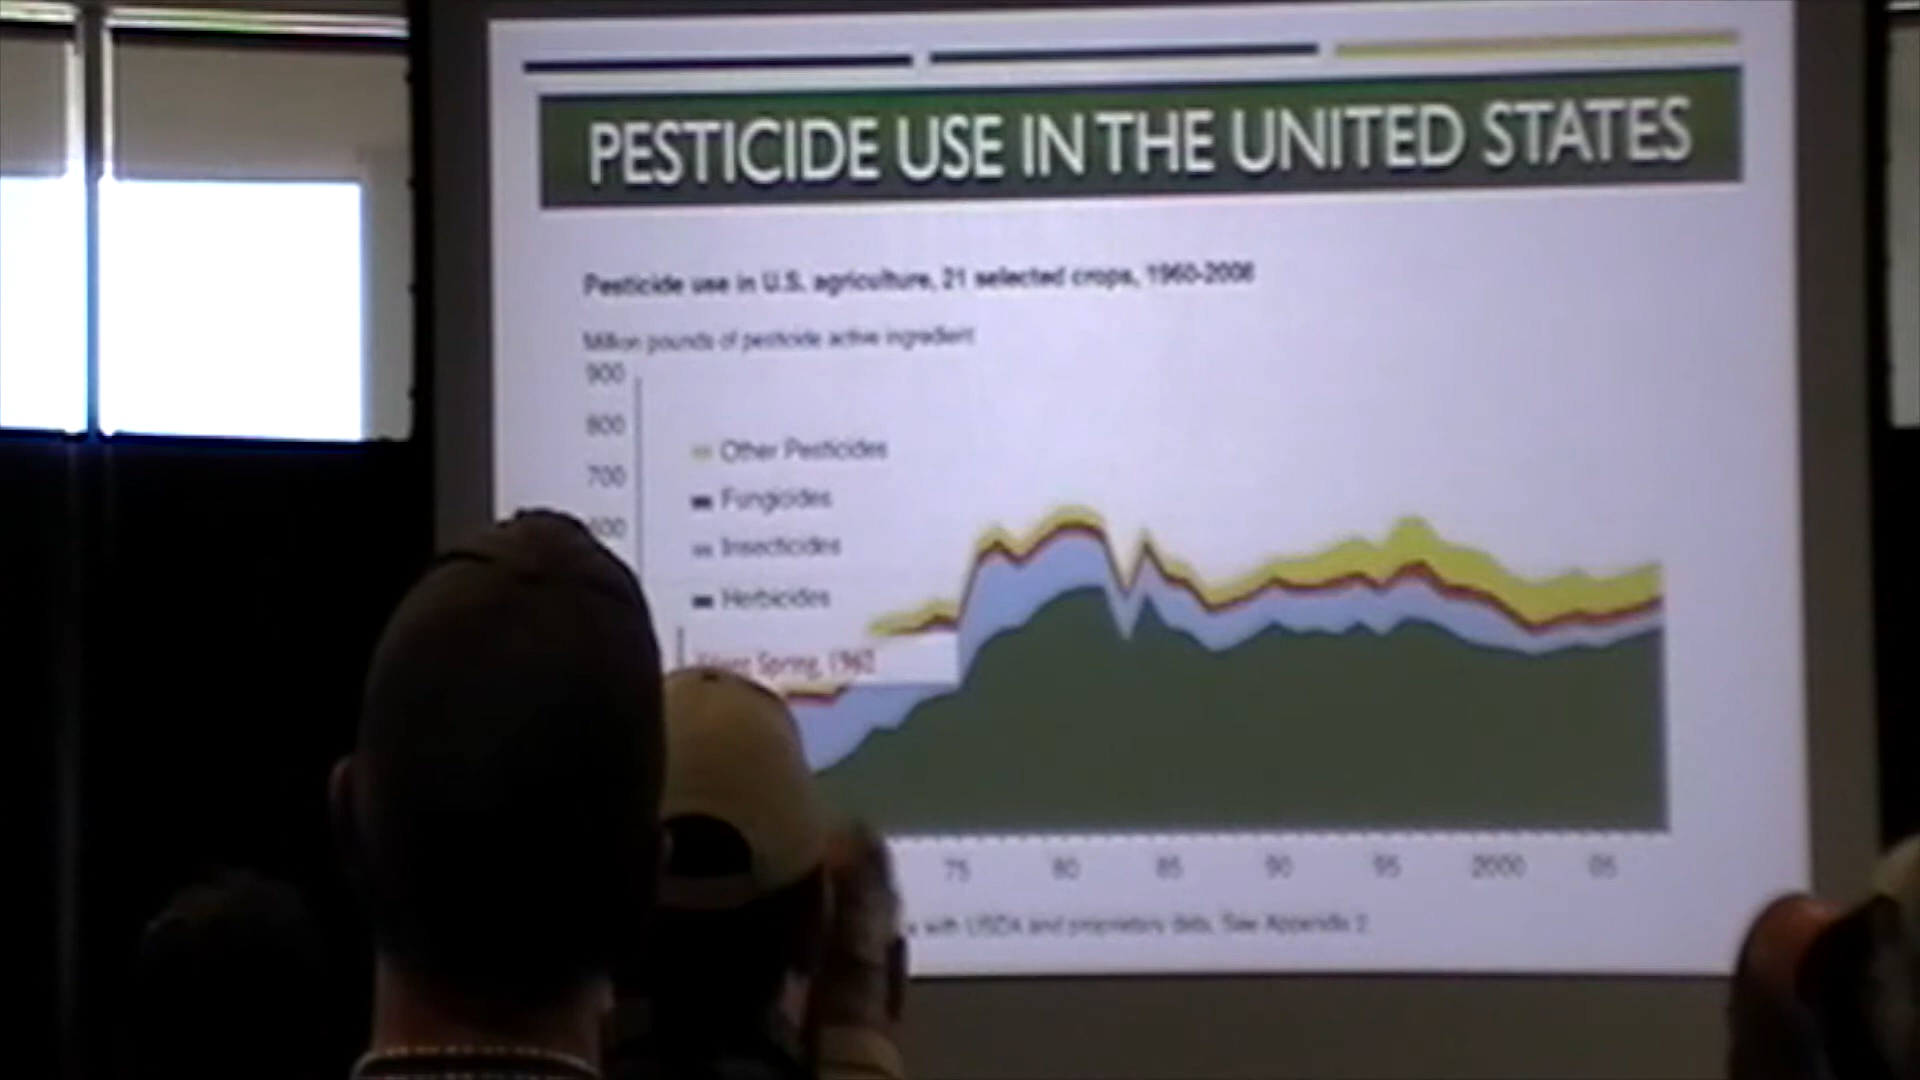 PESTICIDE USE IN THE UNITED STATES
Pesticide use in U.S. agriculture, 21 selected crops, 1960-2008
Million pounds of pesticide active ingredient
900
800
700
600
Other Pesticides
Fungicides
Insecticides
Herbicides
Silent Spring, 1962
75 80 85 90 95 2000 05
with USDA and proprietary data. See Appendix 2